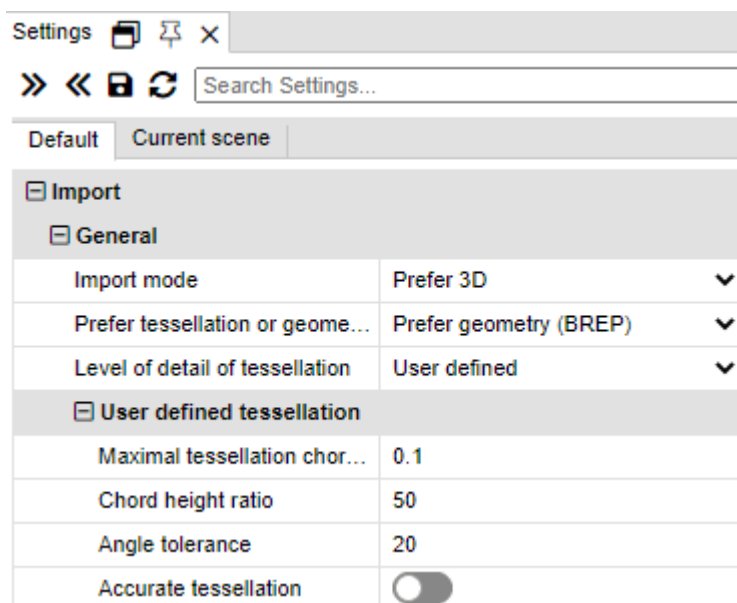 Settings
Search Settings...
Default Current scene
Import
General
Import mode Prefer 3D
Prefer tessellation or geome... Prefer geometry (BREP)
Level of detail of tessellation User defined
User defined tessellation
Maximal tessellation chor... 0.1
Chord height ratio 50
Angle tolerance 20
Accurate tessellation